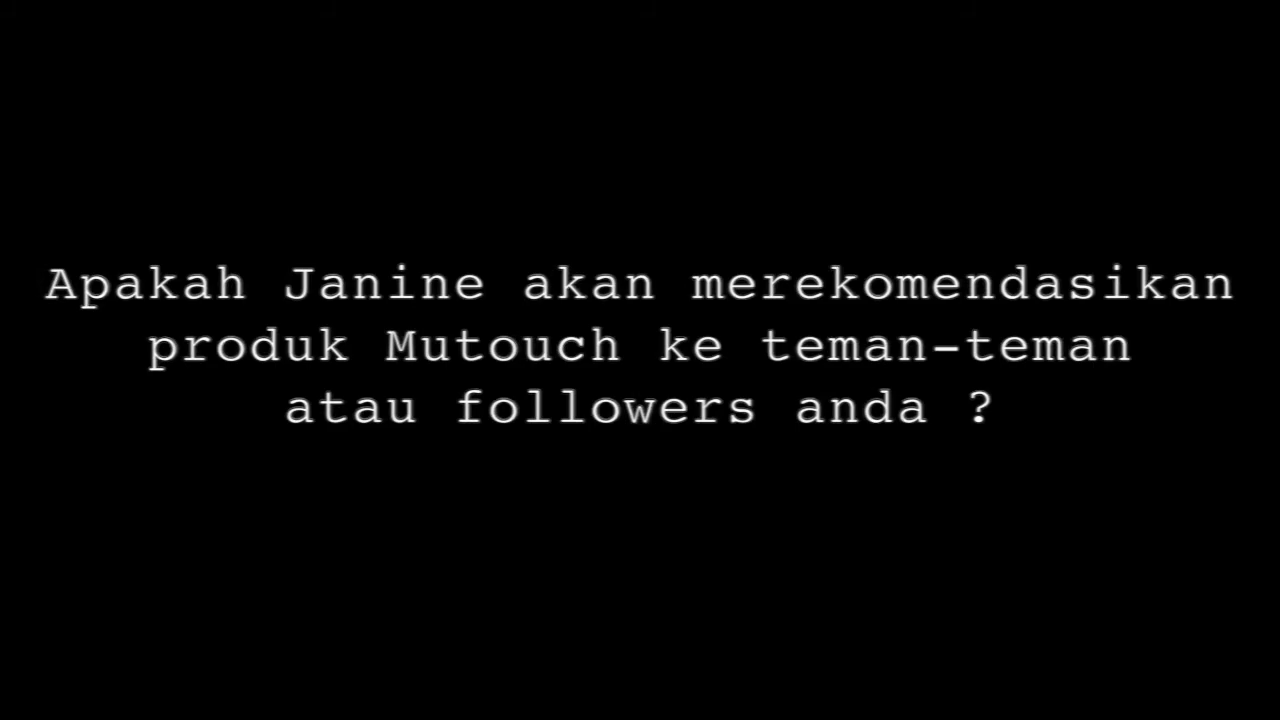 Apakah Janine akan merekomendasikan
produk Mutouch ke teman-teman
atau followers anda ?